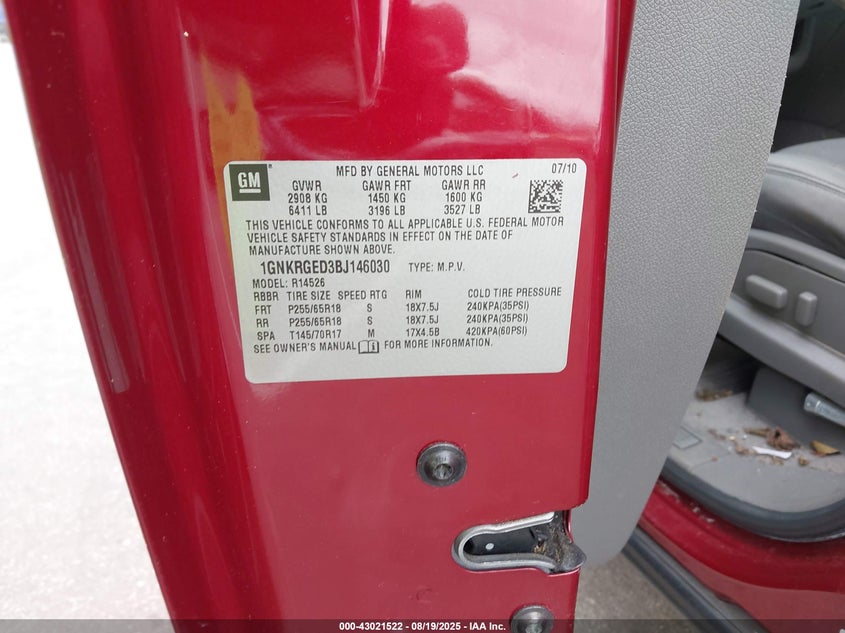 GM
MFD BY GENERAL MOTORS LLC 07/10
GVWR GAWR FRT GAWR RR
2908 KG 1450 KG 1600 KG
6411 LB 3196 LB 3527 LB
THIS VEHICLE CONFORMS TO ALL APPLICABLE U.S. FEDERAL MOTOR
VEHICLE SAFETY STANDARDS IN EFFECT ON THE DATE OF
MANUFACTURE SHOWN ABOVE.
1GNKRGED3BJ146030 TYPE: M.P.V.
MODEL: R14526
RBBR TIRE SIZE SPEED RTG RIM COLD TIRE PRESSURE
FRT P255/65R18 S 18X7.5J 240KPA(35PSI)
RR P255/65R18 S 18X7.5J 240KPA(35PSI)
SPA T145/70R17 M 17X4.5B 420KPA(60PSI)
SEE OWNER'S MANUAL FOR MORE INFORMATION.
000-43021522 - 08/19/2025 - IAA Inc.